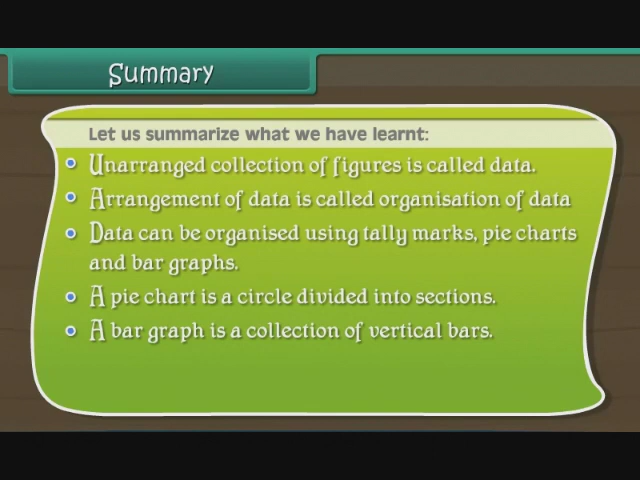 Summary
Let us summarize what we have learnt:
Unarranged collection of figures is called data.
Arrangement of data is called organisation of data
Data can be organised using tally marks, pie charts
and bar graphs.
A pie chart is a circle divided into sections.
A bar graph is a collection of vertical bars.